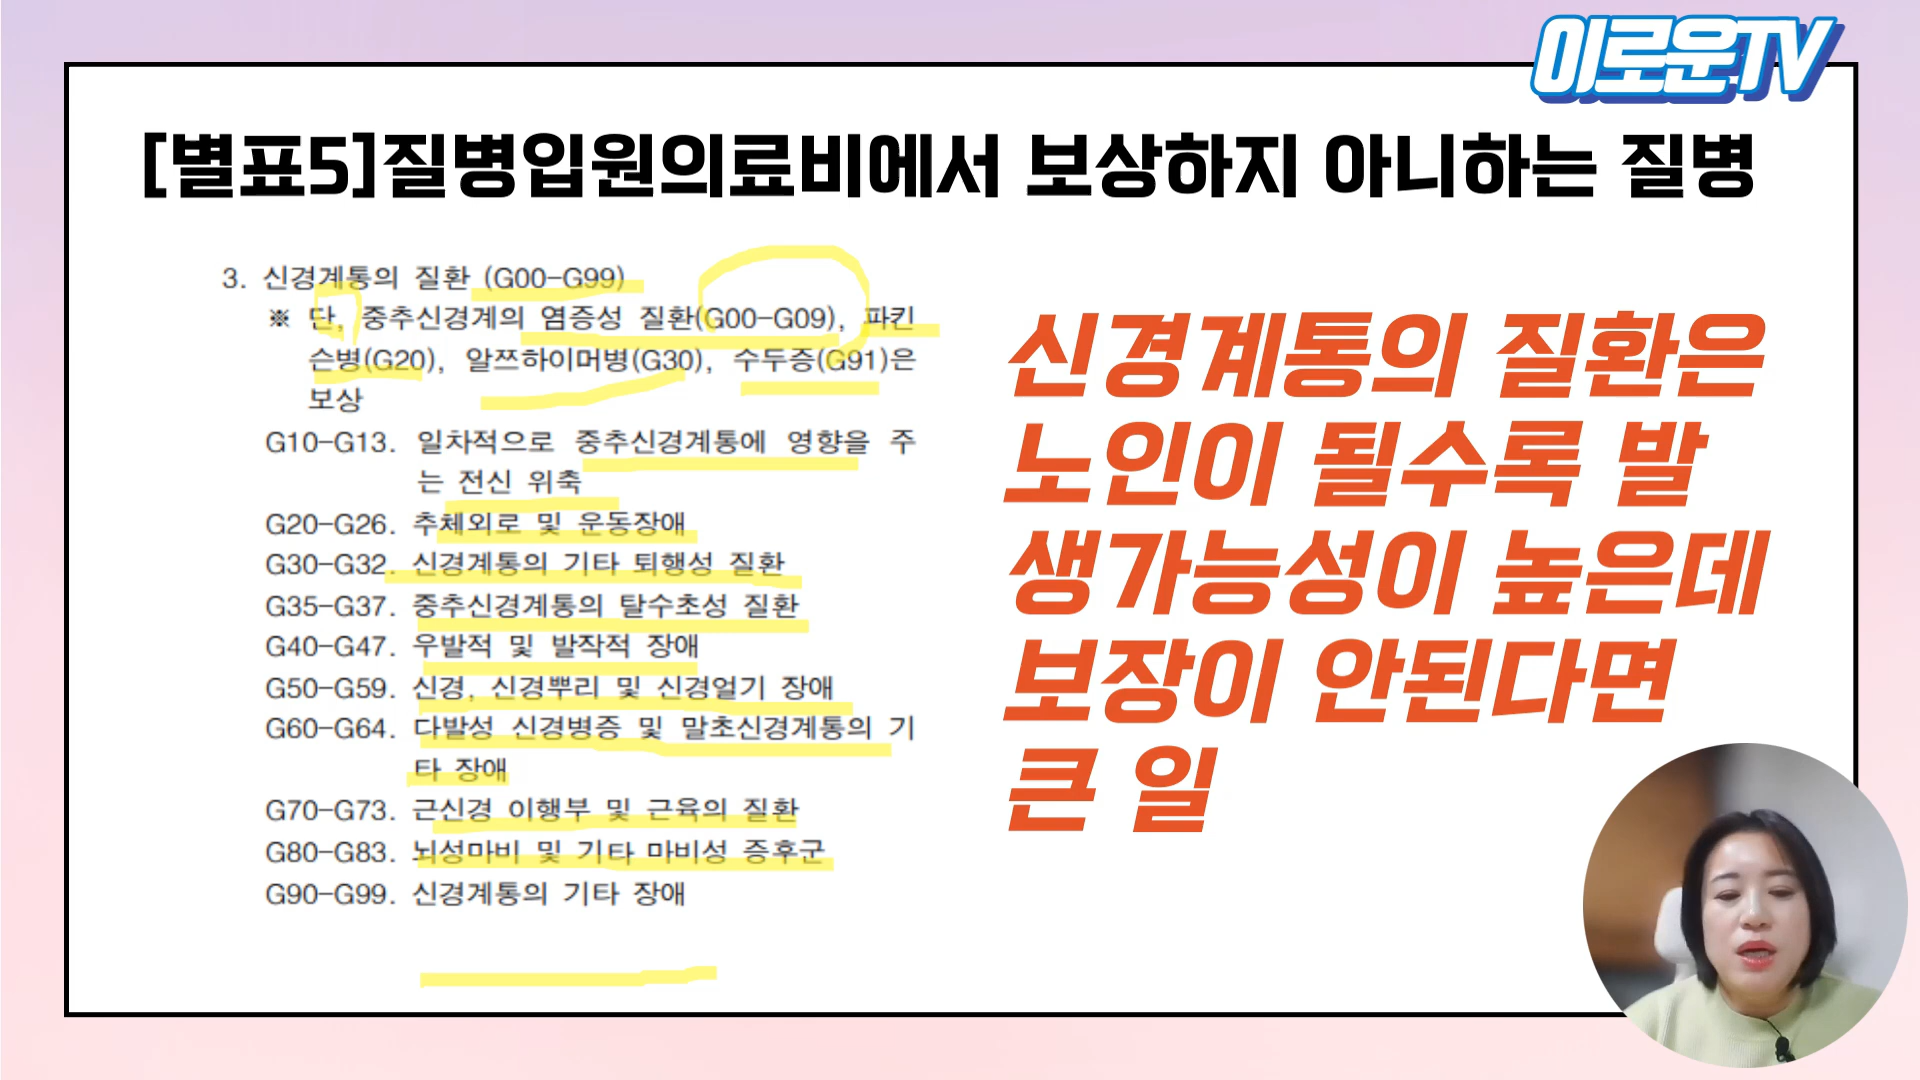 이로운.TV
[별표5]질병입원의료비에서 보상하지 아니하는 질병
3. 신경계통의 질환 (G00-G99)
※ 단, 중추신경계의 염증성 질환(G00-G09), 파킨
슨병(G20), 알쯔하이머병(G30), 수두증(G91)은
보상
G10-G13. 일차적으로 중추신경계통에 영향을 주
는 전신 위축
G20-G26. 추체외로 및 운동장애
G30-G32. 신경계통의 기타 퇴행성 질환
G35-G37. 중추신경계통의 탈수초성 질환
G40-G47. 우발적 및 발작적 장애
G50-G59. 신경, 신경뿌리 및 신경얼기 장애
G60-G64. 다발성 신경병증 및 말초신경계통의 기
타 장애
G70-G73. 근신경 이행부 및 근육의 질환
G80-G83. 뇌성마비 및 기타 마비성 증후군
G90-G99. 신경계통의 기타 장애
신경계통의 질환은
노인이 될수록 발
생가능성이 높은데
보장이 안된다면
큰 일